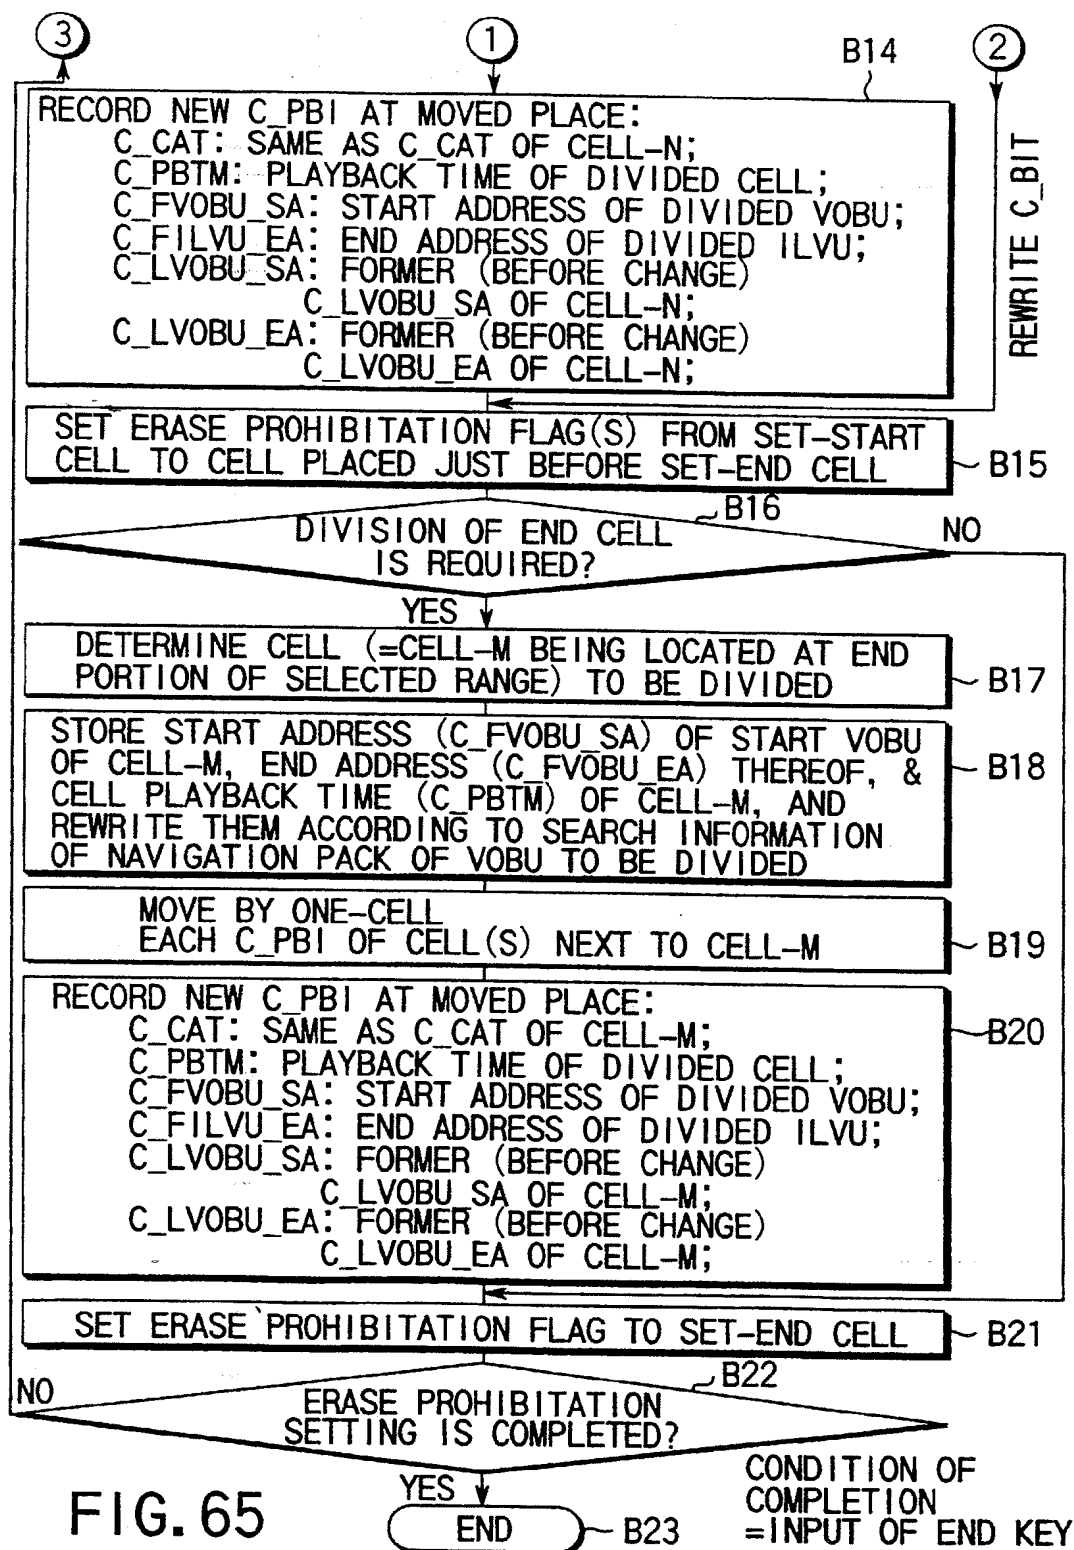 3
1
2
B14
RECORD NEW C_PBI AT MOVED PLACE:
C_CAT: SAME AS C_CAT OF CELL-N;
C_PBTM: PLAYBACK TIME OF DIVIDED CELL;
C_FVOBU_SA: START ADDRESS OF DIVIDED VOBU;
C_FILVU_EA: END ADDRESS OF DIVIDED ILVU;
C_LVOBU_SA: FORMER (BEFORE CHANGE)
C_LVOBU_SA OF CELL-N;
C_LVOBU_EA: FORMER (BEFORE CHANGE)
C_LVOBU_EA OF CELL-N;
REWRITE C_BIT
SET ERASE PROHIBITATION FLAG(S) FROM SET-START
CELL TO CELL PLACED JUST BEFORE SET-END CELL
B15
B16
DIVISION OF END CELL
IS REQUIRED?
NO
YES
DETERMINE CELL (=CELL-M BEING LOCATED AT END
PORTION OF SELECTED RANGE) TO BE DIVIDED
B17
STORE START ADDRESS (C_FVOBU_SA) OF START VOBU
OF CELL-M, END ADDRESS (C_FVOBU_EA) THEREOF, &
CELL PLAYBACK TIME (C_PBTM) OF CELL-M, AND
REWRITE THEM ACCORDING TO SEARCH INFORMATION
OF NAVIGATION PACK OF VOBU TO BE DIVIDED
B18
MOVE BY ONE-CELL
EACH C_PBI OF CELL(S) NEXT TO CELL-M
B19
RECORD NEW C_PBI AT MOVED PLACE:
C_CAT: SAME AS C_CAT OF CELL-M;
C_PBTM: PLAYBACK TIME OF DIVIDED CELL;
C_FVOBU_SA: START ADDRESS OF DIVIDED VOBU;
C_FILVU_EA: END ADDRESS OF DIVIDED ILVU;
C_LVOBU_SA: FORMER (BEFORE CHANGE)
C_LVOBU_SA OF CELL-M;
C_LVOBU_EA: FORMER (BEFORE CHANGE)
C_LVOBU_EA OF CELL-M;
B20
SET ERASE PROHIBITATION FLAG TO SET-END CELL
B21
B22
NO
ERASE PROHIBITATION
SETTING IS COMPLETED?
YES
CONDITION OF
COMPLETION
=INPUT OF END KEY
END
B23
FIG. 65